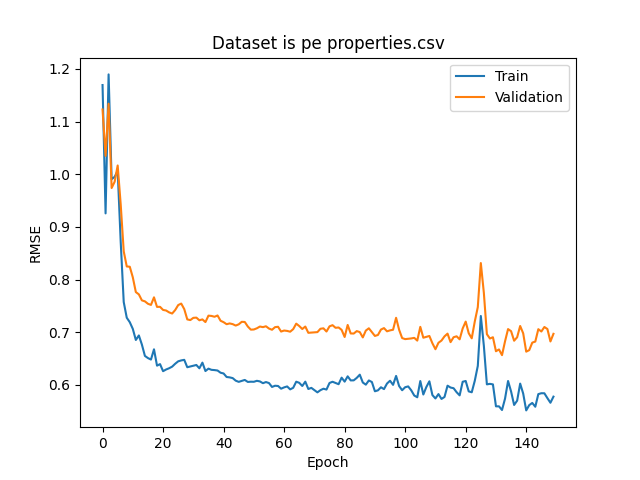 Dataset is pe properties.csv
Train
Validation
1.2
1.1
1.0
0.9
0.8
0.7
0.6
RMSE
0 20 40 60 80 100 120 140
Epoch